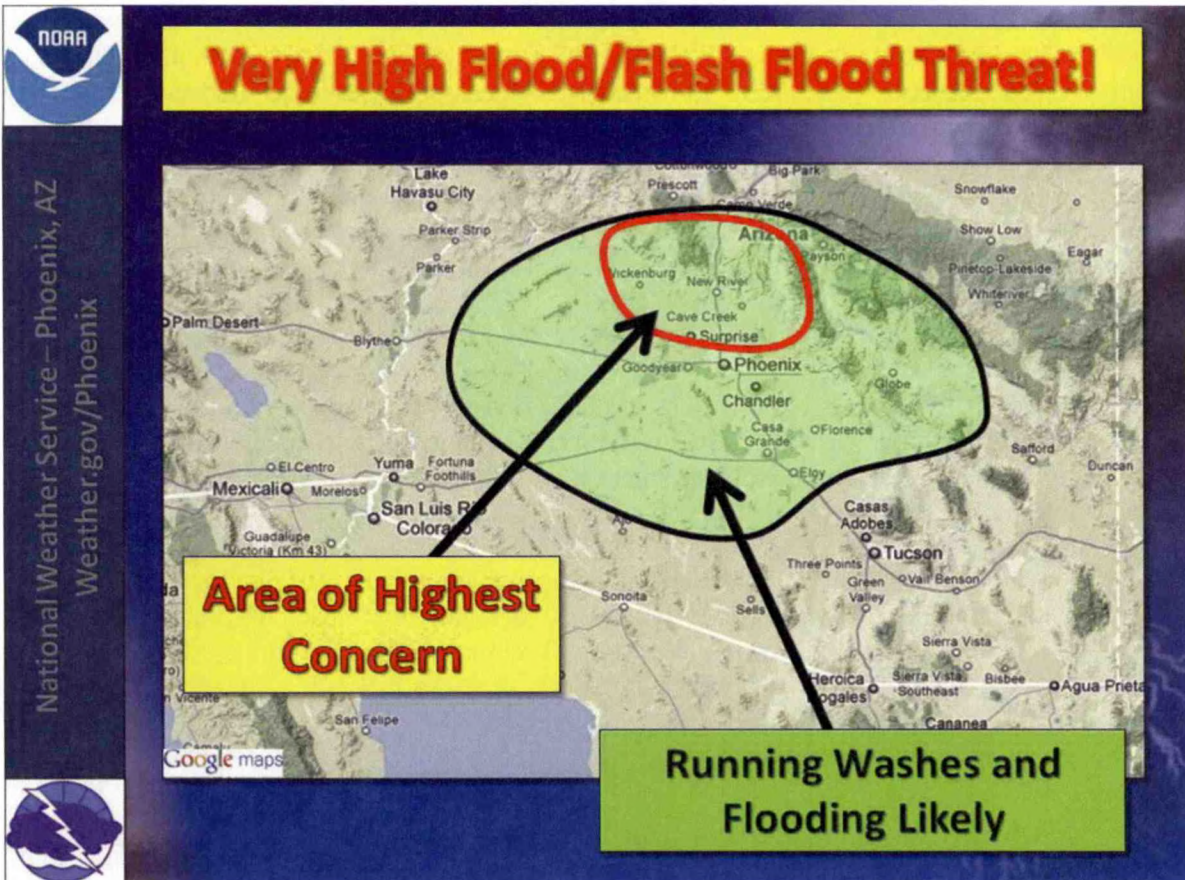 NOAA
Very High Flood/Flash Flood Threat!
National Weather Service – Phoenix, AZ
Weather.gov/Phoenix
Lake
Havasu City
Prescott
Big Park
Camp Verde
Snowflake
Parker Strip
Arizona
Show Low
Payson
Eagar
Parker
Wickenburg
Pinetop-Lakeside
New River
Whiteriver
Cave Creek
Palm Desert
Blythe
Surprise
Goodyear
Phoenix
Globe
Chandler
Casa
Grande
Florence
Safford
El Centro
Yuma
Fortuna
Foothills
Eloy
Duncan
Mexicali
Morelos
San Luis R
Colorado
Casas
Adobes
Guadalupe
Victoria (Km 43)
Tucson
Three Points
Green
Valley
Vail
Benson
Area of Highest
Concern
Sonoita
Sells
Sierra Vista
Sierra Vista
Southeast
Bisbee
Heroica
Nogales
Agua Prieta
n Vicente
San Felipe
Cananea
Google maps
Running Washes and
Flooding Likely